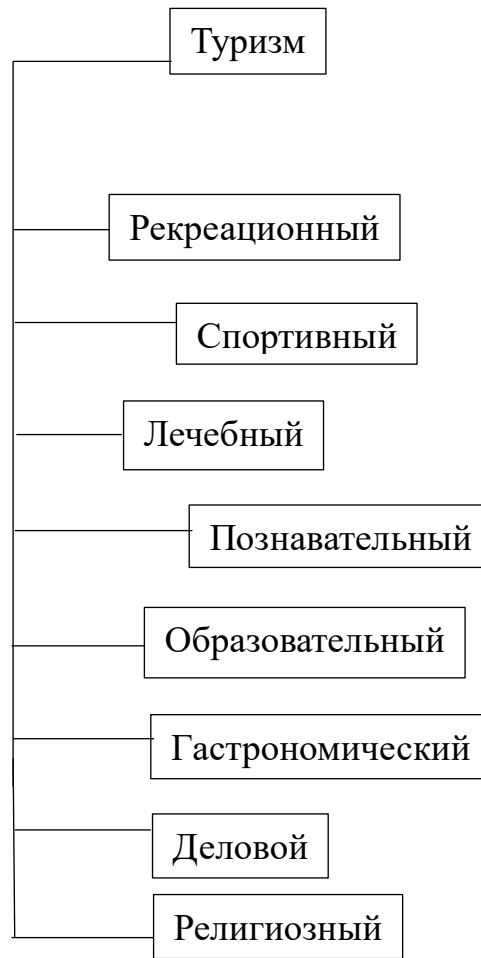 Туризм
Рекреационный
Спортивный
Лечебный
Познавательный
Образовательный
Гастрономический
Деловой
Религиозный